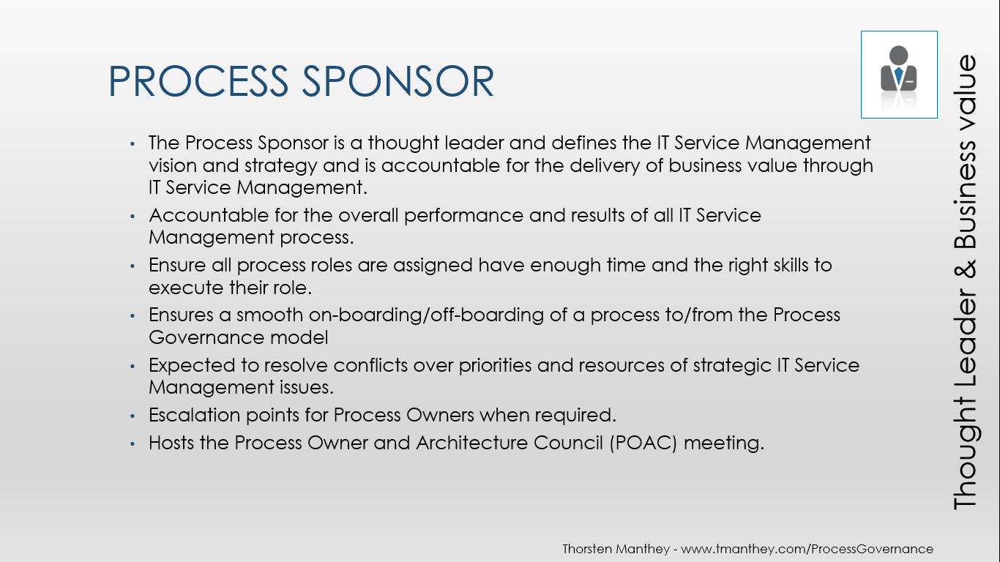 PROCESS SPONSOR
• The Process Sponsor is a thought leader and defines the IT Service Management
vision and strategy and is accountable for the delivery of business value through
IT Service Management.
• Accountable for the overall performance and results of all IT Service
Management process.
• Ensure all process roles are assigned have enough time and the right skills to
execute their role.
• Ensures a smooth on-boarding/off-boarding of a process to/from the Process
Governance model
• Expected to resolve conflicts over priorities and resources of strategic IT Service
Management issues.
• Escalation points for Process Owners when required.
• Hosts the Process Owner and Architecture Council (POAC) meeting.
Thought Leader & Business value
Thorsten Manthey - www.tmanthey.com/ProcessGovernance